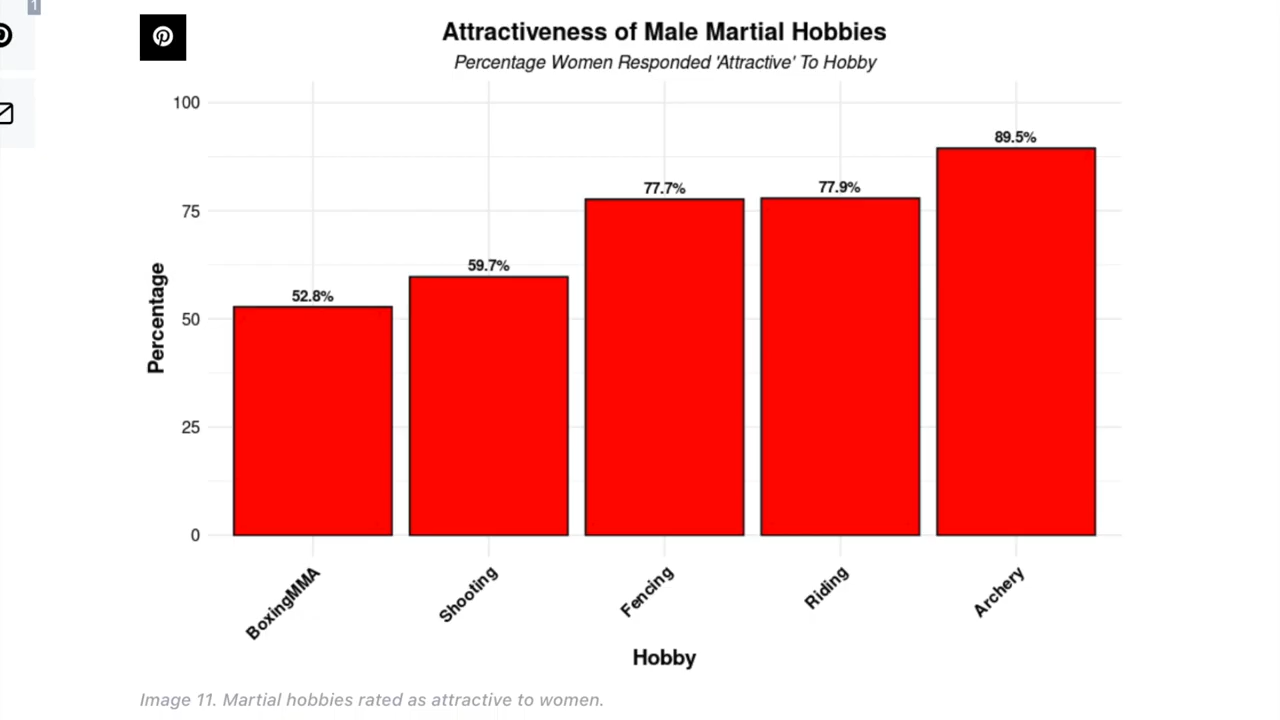 1
Attractiveness of Male Martial Hobbies
Percentage Women Responded 'Attractive' To Hobby
Percentage
100
75
50
25
0
52.8%
59.7%
77.7%
77.9%
89.5%
BoxingMMA
Shooting
Fencing
Riding
Archery
Hobby
Image 11. Martial hobbies rated as attractive to women.